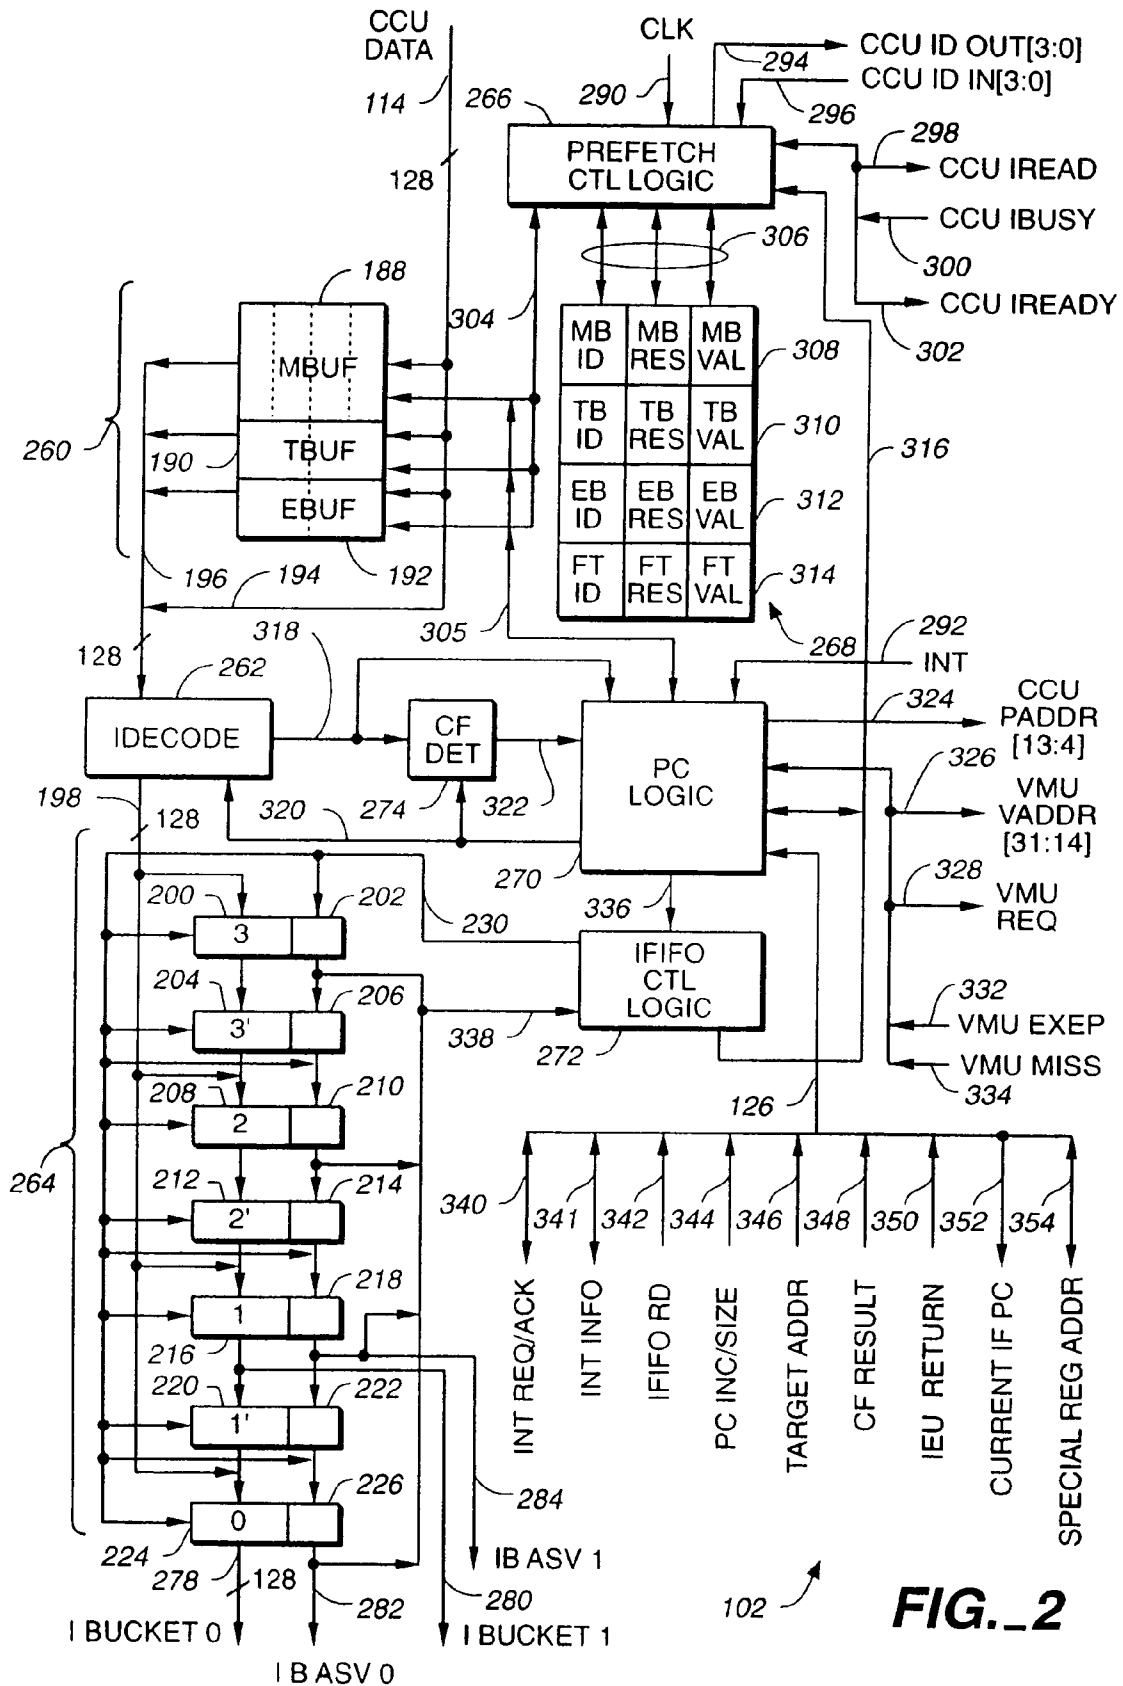 CCU
DATA
CLK
CCU ID OUT[3:0]
294
CCU ID IN[3:0]
296
114
290
266
298
PREFETCH
CTL LOGIC
CCU IREAD
128
CCU IBUSY
306
300
188
304
CCU IREADY
302
MB
ID
MB
RES
MB
VAL
308
MBUF
TB
ID
TB
RES
TB
VAL
310
316
260
190
TBUF
EB
ID
EB
RES
EB
VAL
312
EBUF
FT
ID
FT
RES
FT
VAL
314
196
194
192
305
268
292
INT
318
128
262
324
CCU
PADDR
[13:4]
IDECODE
CF
DET
PC
LOGIC
326
VMU
VADDR
[31:14]
198
128
320
274
322
270
328
VMU
REQ
200
202
230
336
3
IFIFO
CTL
LOGIC
204
206
332
VMU EXEP
3'
338
272
VMU MISS
334
208
210
126
2
264
212
214
340
341
342
344
346
348
350
352
354
2'
218
1
216
INT REQ/ACK
INT INFO
IFIFO RD
PC INC/SIZE
TARGET ADDR
CF RESULT
IEU RETURN
CURRENT IF PC
SPECIAL REG ADDR
220
222
1'
226
284
0
224
278
128
282
IB ASV 1
280
102
FIG._2
I BUCKET 0
I BUCKET 1
I B ASV 0